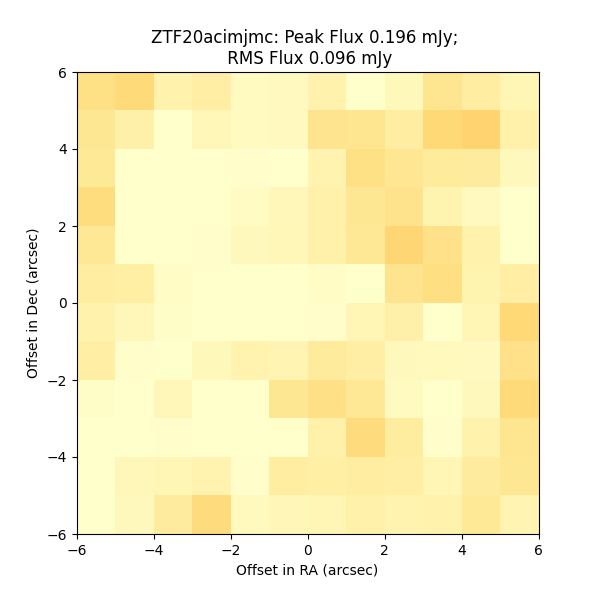 ZTF20acimjmc: Peak Flux 0.196 mJy;
RMS Flux 0.096 mJy
6
4
2
0
−2
−4
−6
Offset in Dec (arcsec)
−6 −4 −2 0 2 4 6
Offset in RA (arcsec)